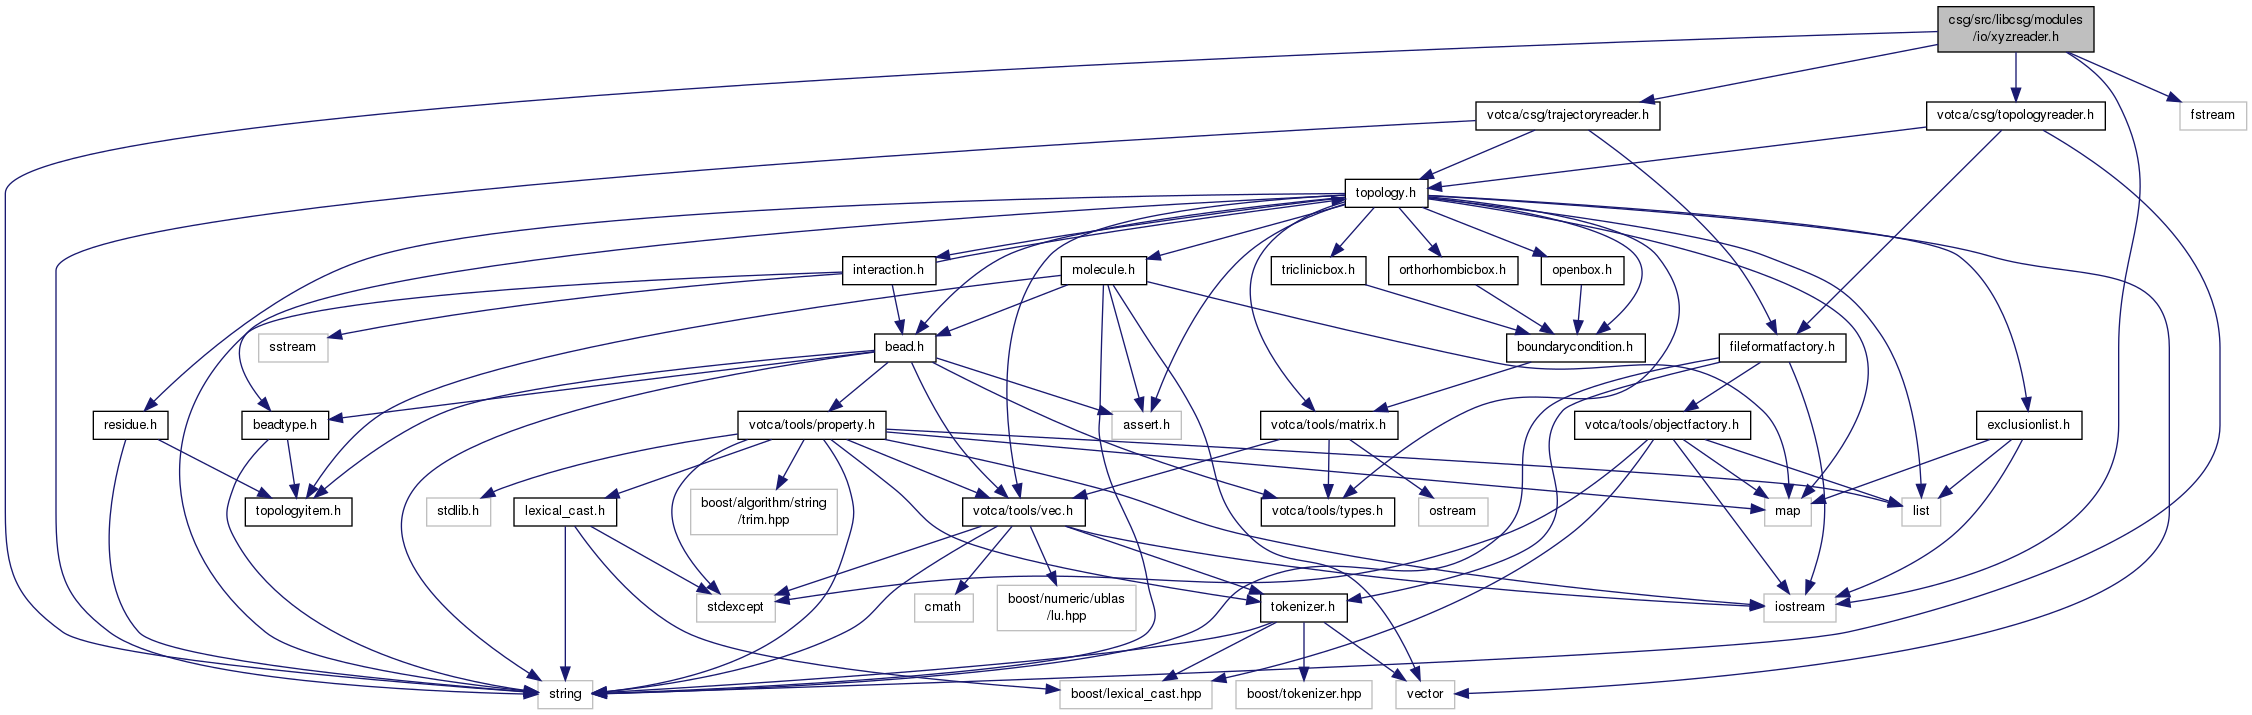 csg/src/libcsg/modules
/io/xyzreader.h
votca/csg/trajectoryreader.h
votca/csg/topologyreader.h
fstream
topology.h
interaction.h
molecule.h
triclinicbox.h
orthorhombicbox.h
openbox.h
sstream
bead.h
boundarycondition.h
fileformatfactory.h
residue.h
beadtype.h
votca/tools/property.h
assert.h
votca/tools/matrix.h
votca/tools/objectfactory.h
exclusionlist.h
topologyitem.h
stdlib.h
lexical_cast.h
boost/algorithm/string
/trim.hpp
votca/tools/vec.h
votca/tools/types.h
ostream
map
list
stdexcept
cmath
boost/numeric/ublas
/lu.hpp
tokenizer.h
iostream
string
boost/lexical_cast.hpp
boost/tokenizer.hpp
vector